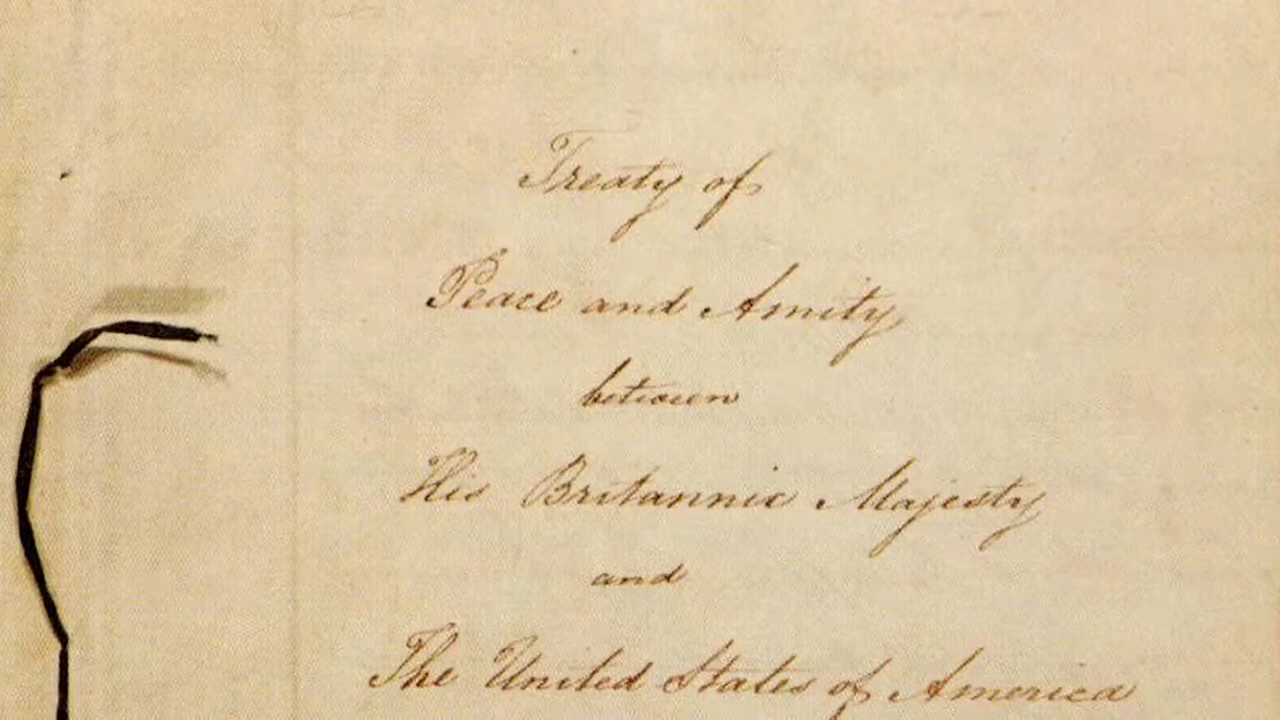 Treaty of
Peace and Amity
between
His Britannic Majesty
and
The United States of America